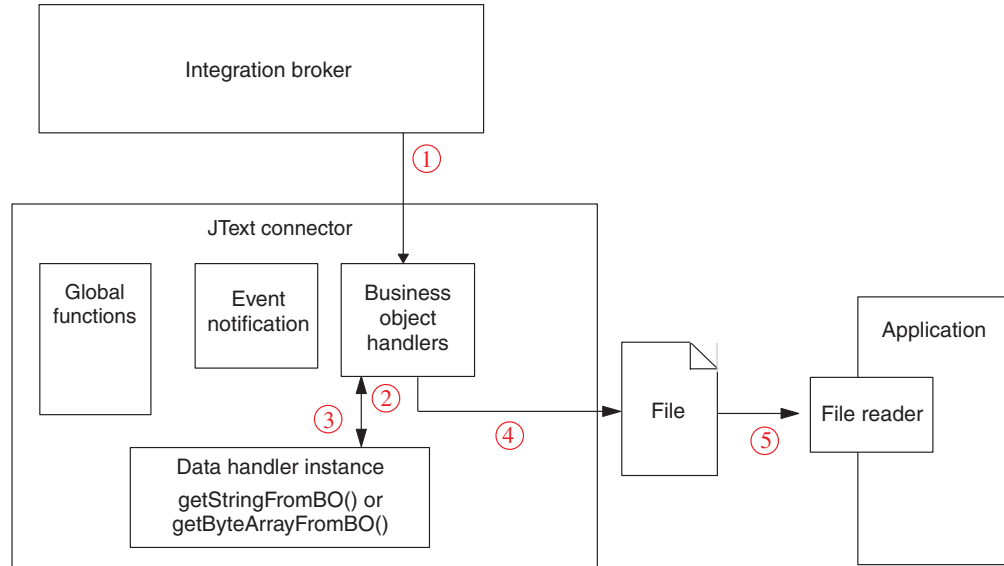 Integration broker
①
JText connector
Global
functions
Event
notification
Business
object
handlers
Application
②
③
④
File
⑤
File reader
Data handler instance
getStringFromBO() or
getByteArrayFromBO()